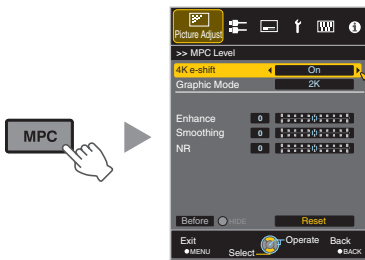 MPC
Picture Adjust
>> MPC Level
4K e-shift On
Graphic Mode 2K
Enhance 0
Smoothing 0
NR 0
Before HIDE Reset
Exit Operate Back
MENU Select BACK